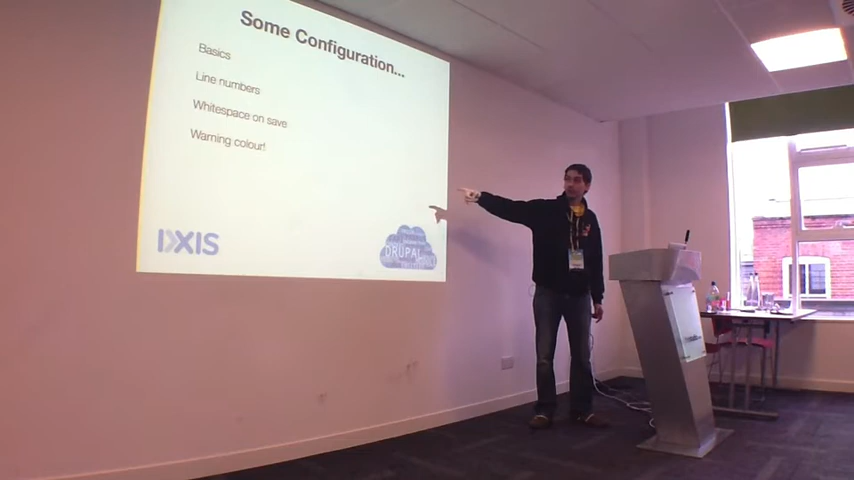 Some Configuration...
Basics
Line numbers
Whitespace on save
Warning colour!
IXIS
DRUPAL